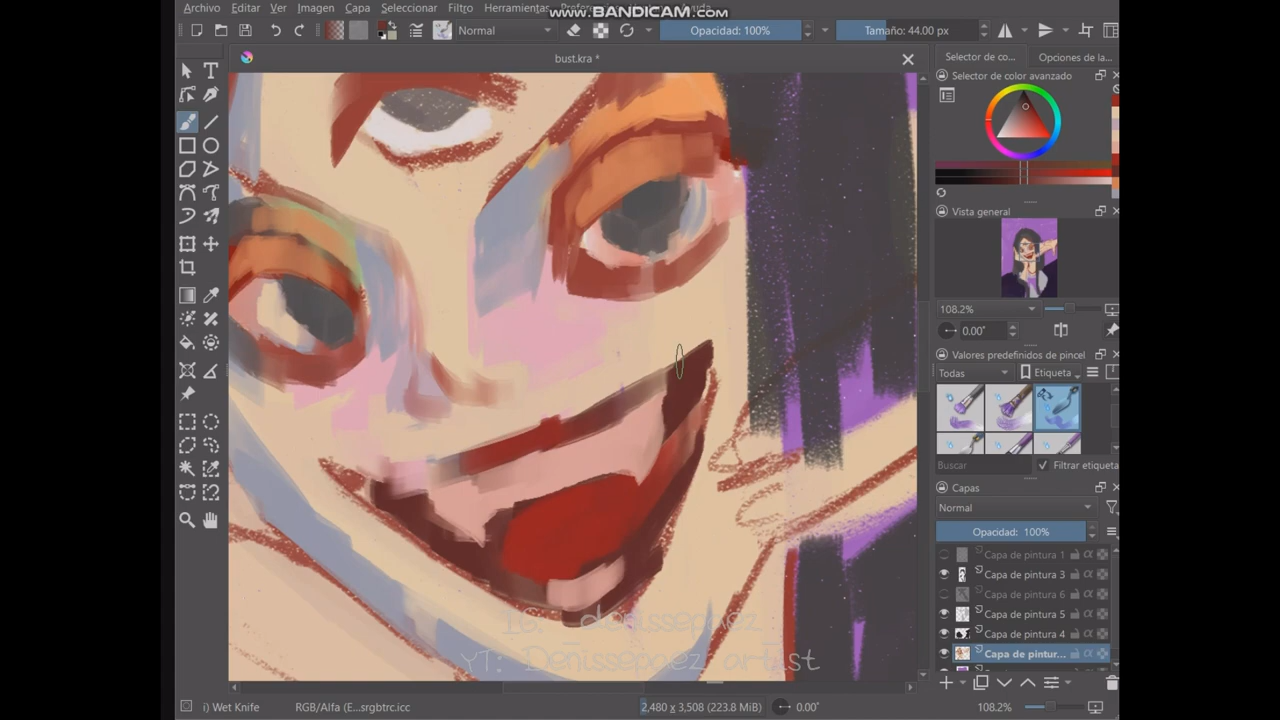 Archivo Editar Ver Imagen Capa Seleccionar Filtro Herramientas
www.BANDICAM.com
Normal
Opacidad: 100%
Tamaño: 44.00 px
bust.kra *
Selector de co...
Opciones de la...
Selector de color avanzado
Vista general
108.2%
0.00°
Valores predefinidos de pincel
Todas
Etiqueta
Buscar
Filtrar etiqueta
Capas
Normal
Opacidad: 100%
Capa de pintura 1
Capa de pintura 3
Capa de pintura 6
Capa de pintura 5
Capa de pintura 4
Capa de pintur...
IG: denissepaez
YT: Denissepaez artist
i) Wet Knife
RGB/Alfa (E...srgbtrc.icc
2,480 x 3,508 (223.8 MiB)
0.00°
108.2%